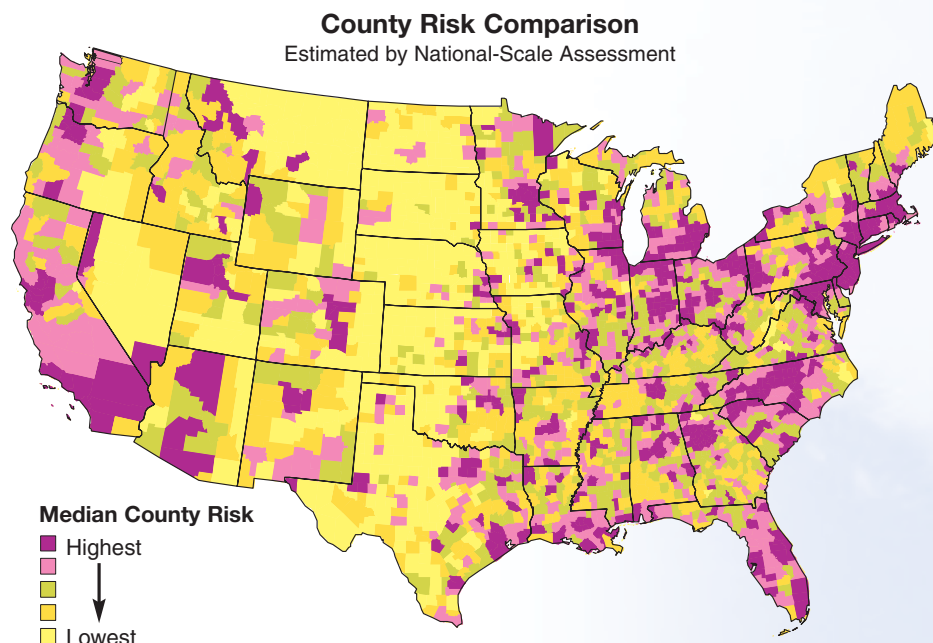 County Risk Comparison
Estimated by National-Scale Assessment
Median County Risk
Highest
Lowest